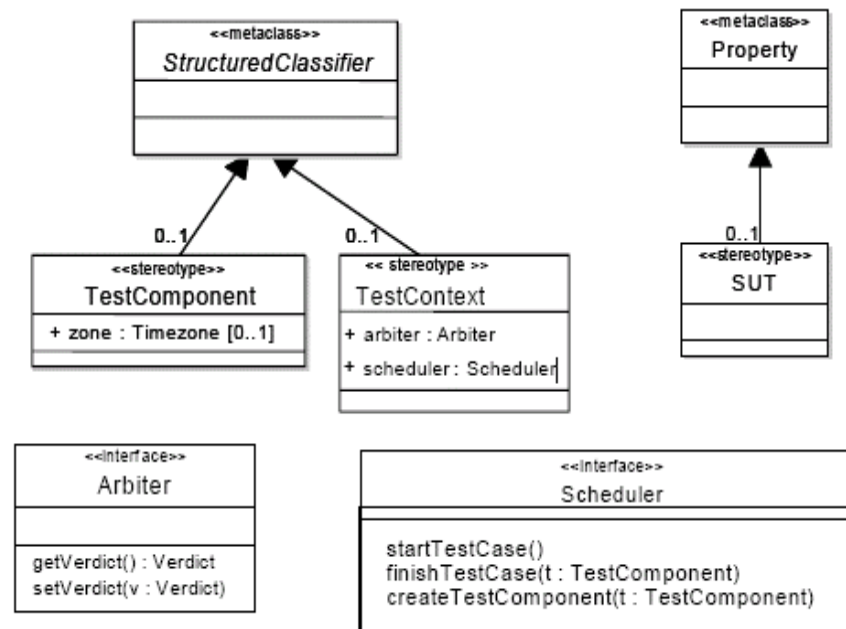 <<metaclass>>
StructuredClassifier
<<metaclass>>
Property
0..1
0..1
0..1
<<stereotype>>
TestComponent
+ zone : Timezone [0..1]
<< stereotype >>
TestContext
+ arbiter : Arbiter
+ scheduler : Scheduler
<<stereotype>>
SUT
<<interface>>
Arbiter
getVerdict() : Verdict
setVerdict(v : Verdict)
<<interface>>
Scheduler
startTestCase()
finishTestCase(t : TestComponent)
createTestComponent(t : TestComponent)